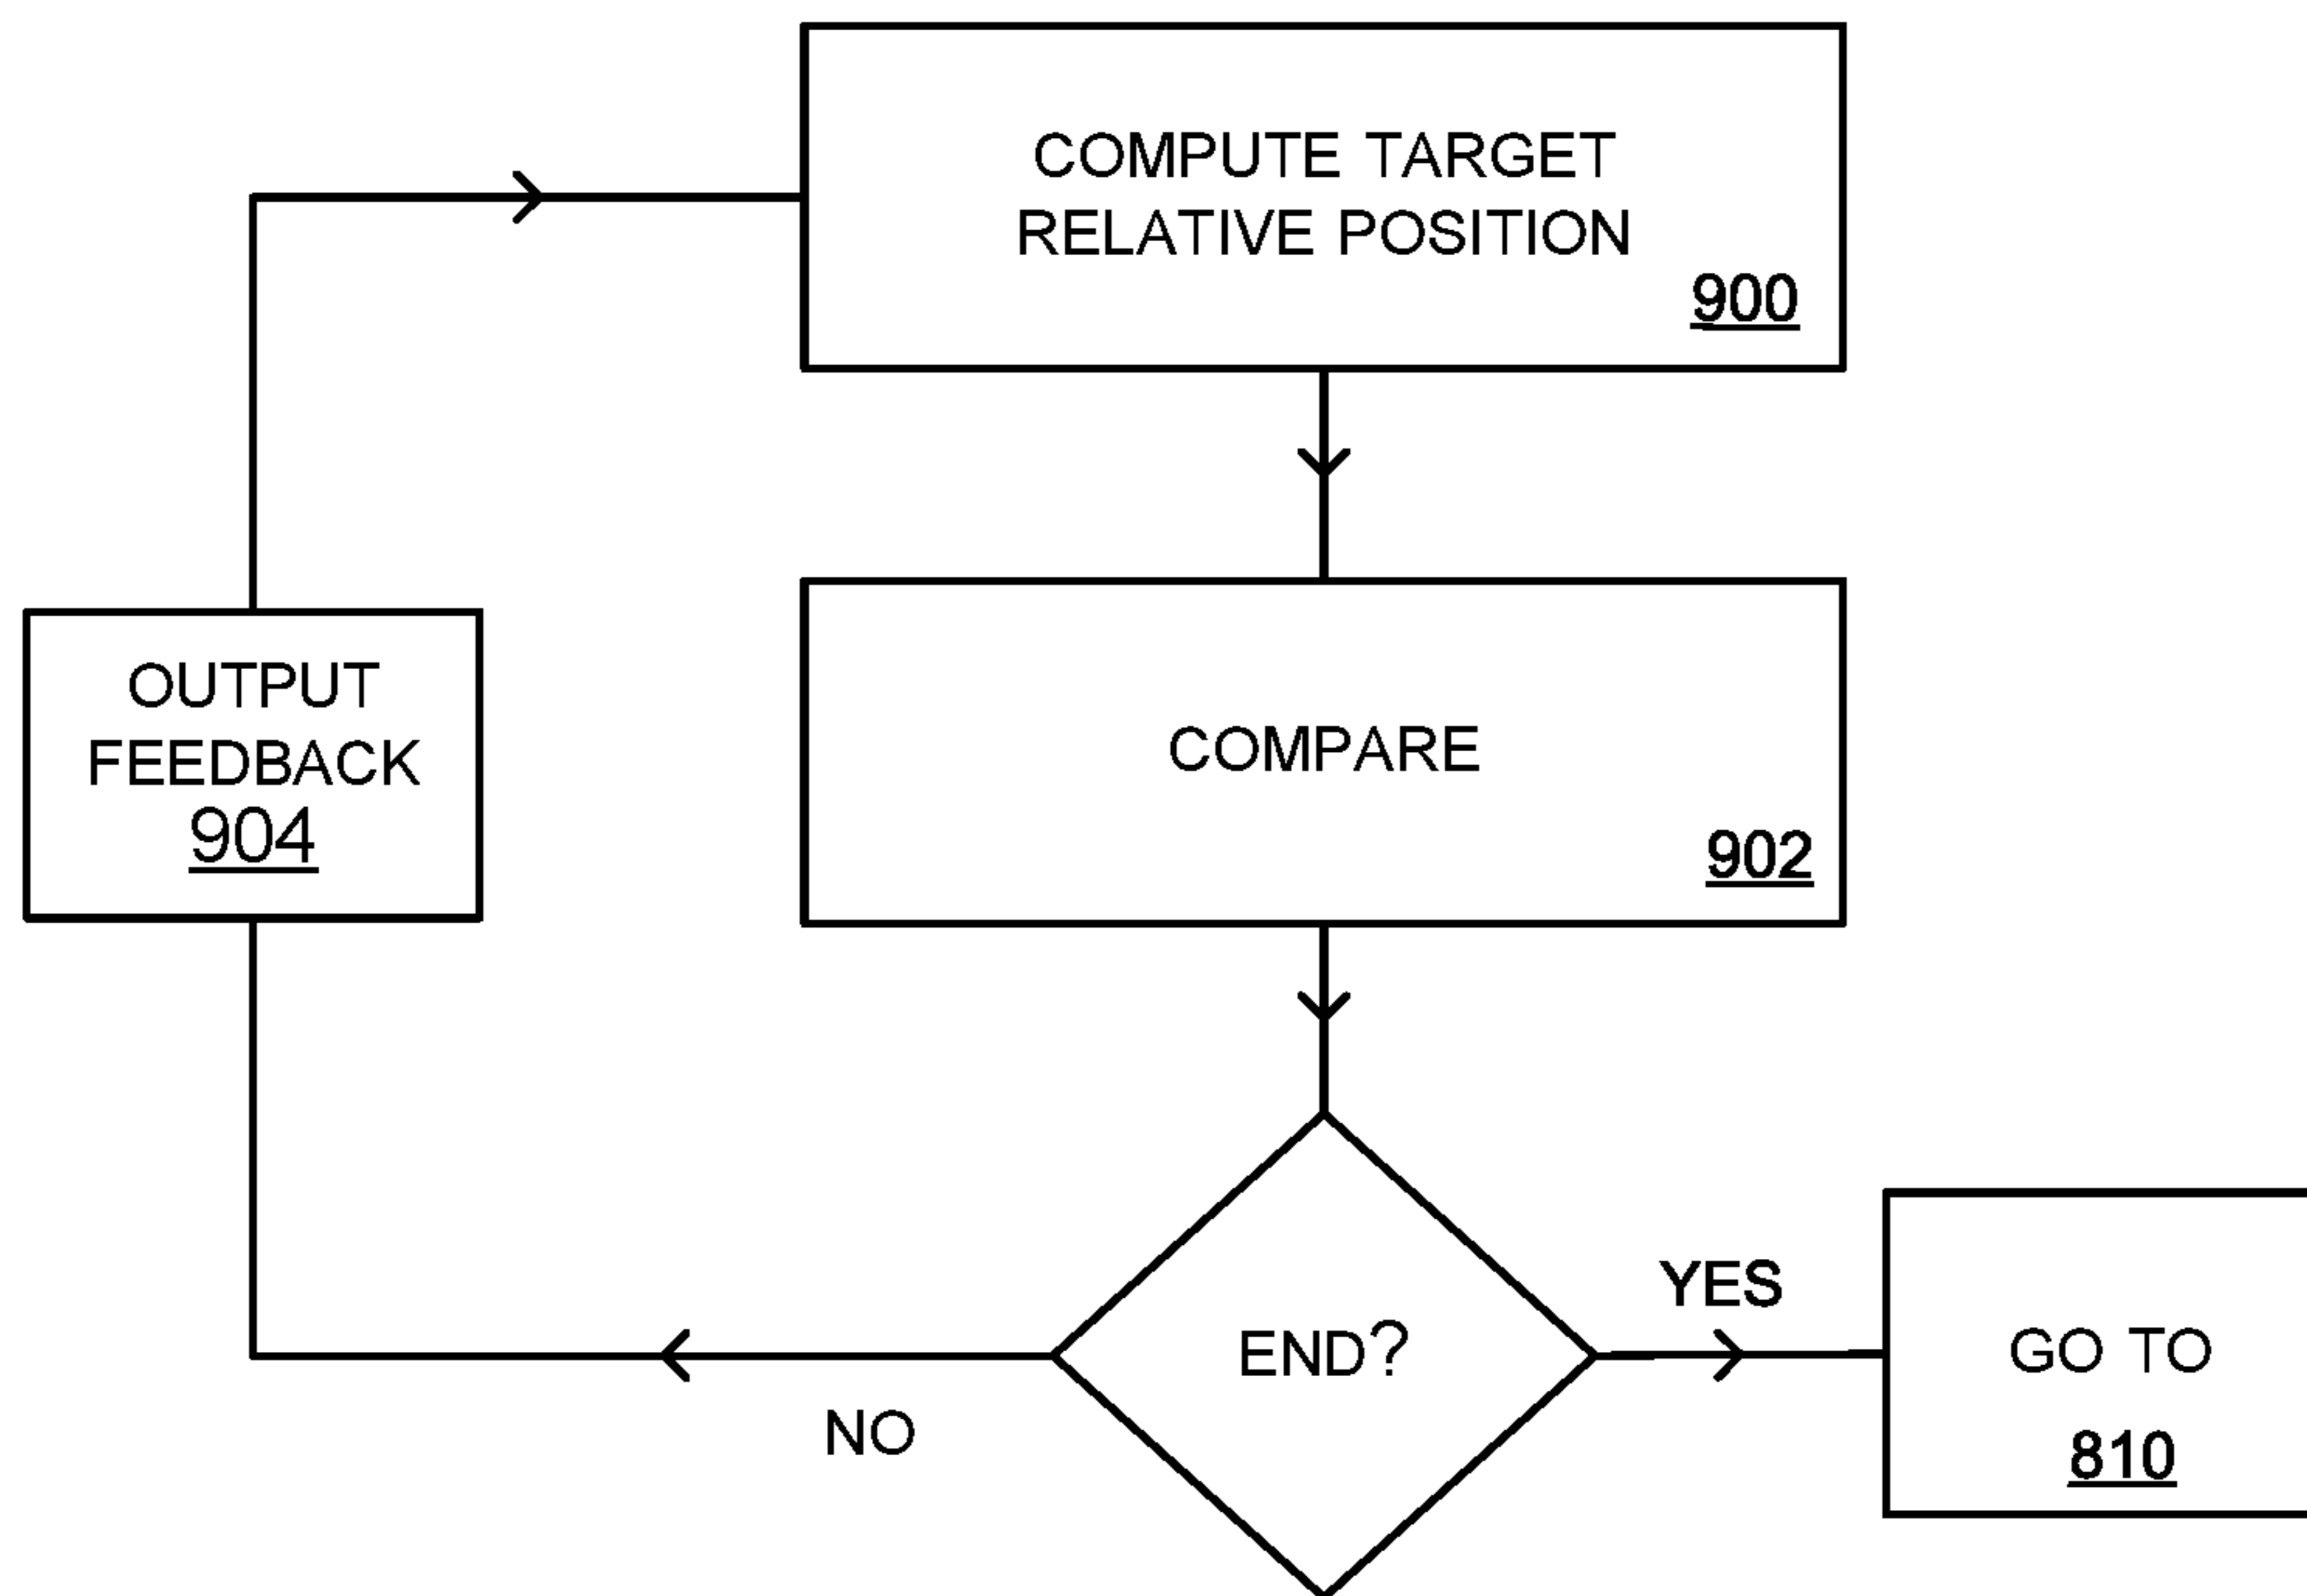 COMPUTE TARGET
RELATIVE POSITION
900
OUTPUT
FEEDBACK
904
COMPARE
902
END?
YES
NO
GO TO
810